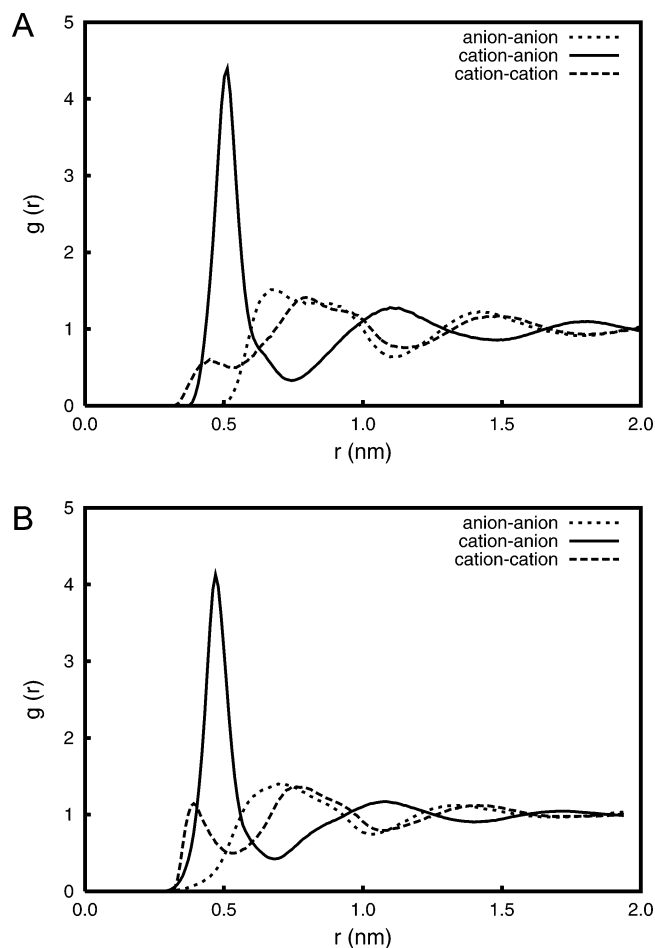 A
5
4
3
2
1
0
g (r)
anion-anion
cation-anion
cation-cation
0.0 0.5 1.0 1.5 2.0
r (nm)
B
5
4
3
2
1
0
g (r)
anion-anion
cation-anion
cation-cation
0.0 0.5 1.0 1.5 2.0
r (nm)